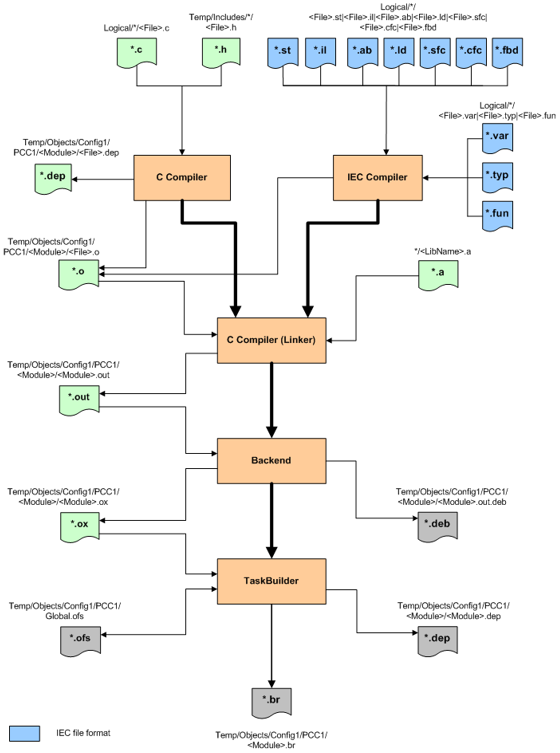 Logical/*/<File>.c
Temp/Includes/*/
<File>.h
Logical/*/
<File>.st|<File>.il|<File>.ab|<File>.ld|<File>.sfc|
<File>.cfc|<File>.fbd
*.c
*.h
*.st
*.il
*.ab
*.ld
*.sfc
*.cfc
*.fbd
Logical/*/
<File>.var|<File>.typ|<File>.fun
*.var
*.typ
*.fun
Temp/Objects/Config1/
PCC1/<Module>/<File>.dep
*.dep
C Compiler
IEC Compiler
Temp/Objects/Config1/
PCC1/<Module>/<File>.o
*.o
*/<LibName>.a
*.a
C Compiler (Linker)
Temp/Objects/Config1/PCC1/
<Module>/<Module>.out
*.out
Backend
Temp/Objects/Config1/PCC1/
<Module>/<Module>.ox
*.ox
Temp/Objects/Config1/PCC1/
<Module>/<Module>.out.deb
*.deb
TaskBuilder
Temp/Objects/Config1/PCC1/
Global.ofs
*.ofs
Temp/Objects/Config1/PCC1/
<Module>/<Module>.dep
*.dep
*.br
Temp/Objects/Config1/PCC1/
<Module>.br
IEC file format